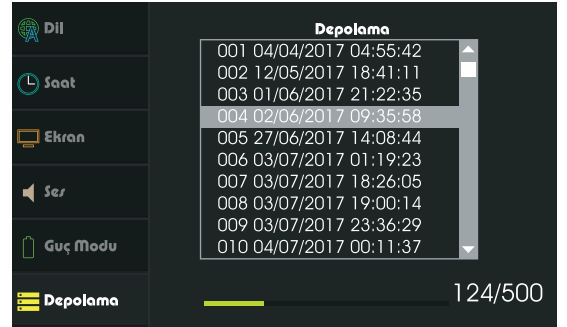 Dil
Saat
Ekran
Ses
Guç Modu
Depolama
Depolama
001 04/04/2017 04:55:42
002 12/05/2017 18:41:11
003 01/06/2017 21:22:35
004 02/06/2017 09:35:58
005 27/06/2017 14:08:44
006 03/07/2017 01:19:23
007 03/07/2017 18:26:05
008 03/07/2017 19:00:14
009 03/07/2017 23:36:29
010 04/07/2017 00:11:37
124/500